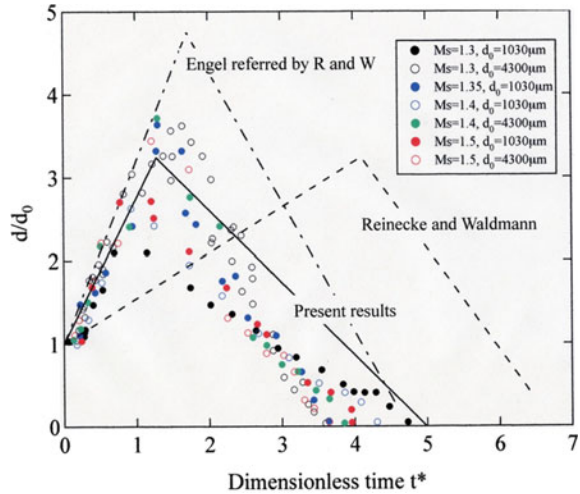 5
4
3
2
1
0
d/d₀
0 1 2 3 4 5 6 7
Dimensionless time t*
Engel referred by R and W
Reinecke and Waldmann
Present results
Ms=1.3, d₀=1030μm
Ms=1.3, d₀=4300μm
Ms=1.35, d₀=1030μm
Ms=1.4, d₀=1030μm
Ms=1.4, d₀=4300μm
Ms=1.5, d₀=1030μm
Ms=1.5, d₀=4300μm